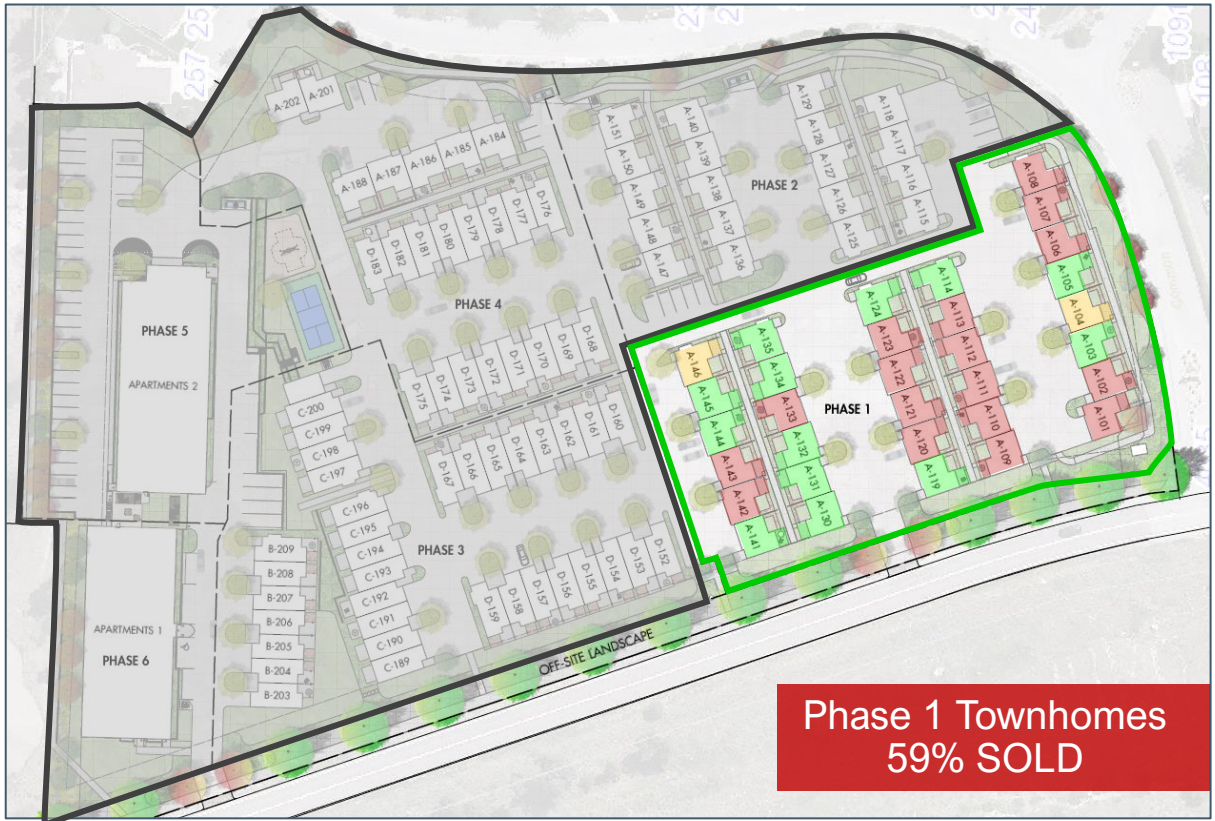 257 25
A-202
A-201
A-188
A-187
A-186
A-185
A-184
D-183
D-182
D-181
D-180
D-179
D-178
D-177
D-176
PHASE 4
D-175
D-174
D-173
D-172
D-171
D-170
D-169
D-168
A-151
A-150
A-149
A-148
A-147
A-140
A-139
A-138
A-137
A-136
PHASE 2
A-129
A-128
A-127
A-126
A-125
A-118
A-117
A-116
A-115
1091
PHASE 5
APARTMENTS 2
C-200
C-199
C-198
C-197
C-196
C-195
C-194
C-193
C-192
C-191
C-190
C-189
PHASE 3
D-167
D-166
D-165
D-164
D-163
D-162
D-161
D-160
D-159
D-158
D-157
D-156
D-155
D-154
D-153
D-152
B-209
B-208
B-207
B-206
B-205
B-204
B-203
APARTMENTS 1
PHASE 6
A-146
A-145
A-144
A-143
A-142
A-141
A-135
A-134
A-133
A-132
A-131
A-130
PHASE 1
A-124
A-123
A-122
A-121
A-120
A-119
A-114
A-113
A-112
A-111
A-110
A-109
A-108
A-107
A-106
A-105
A-104
A-103
A-102
A-101
OFF-SITE LANDSCAPE
Phase 1 Townhomes
59% SOLD